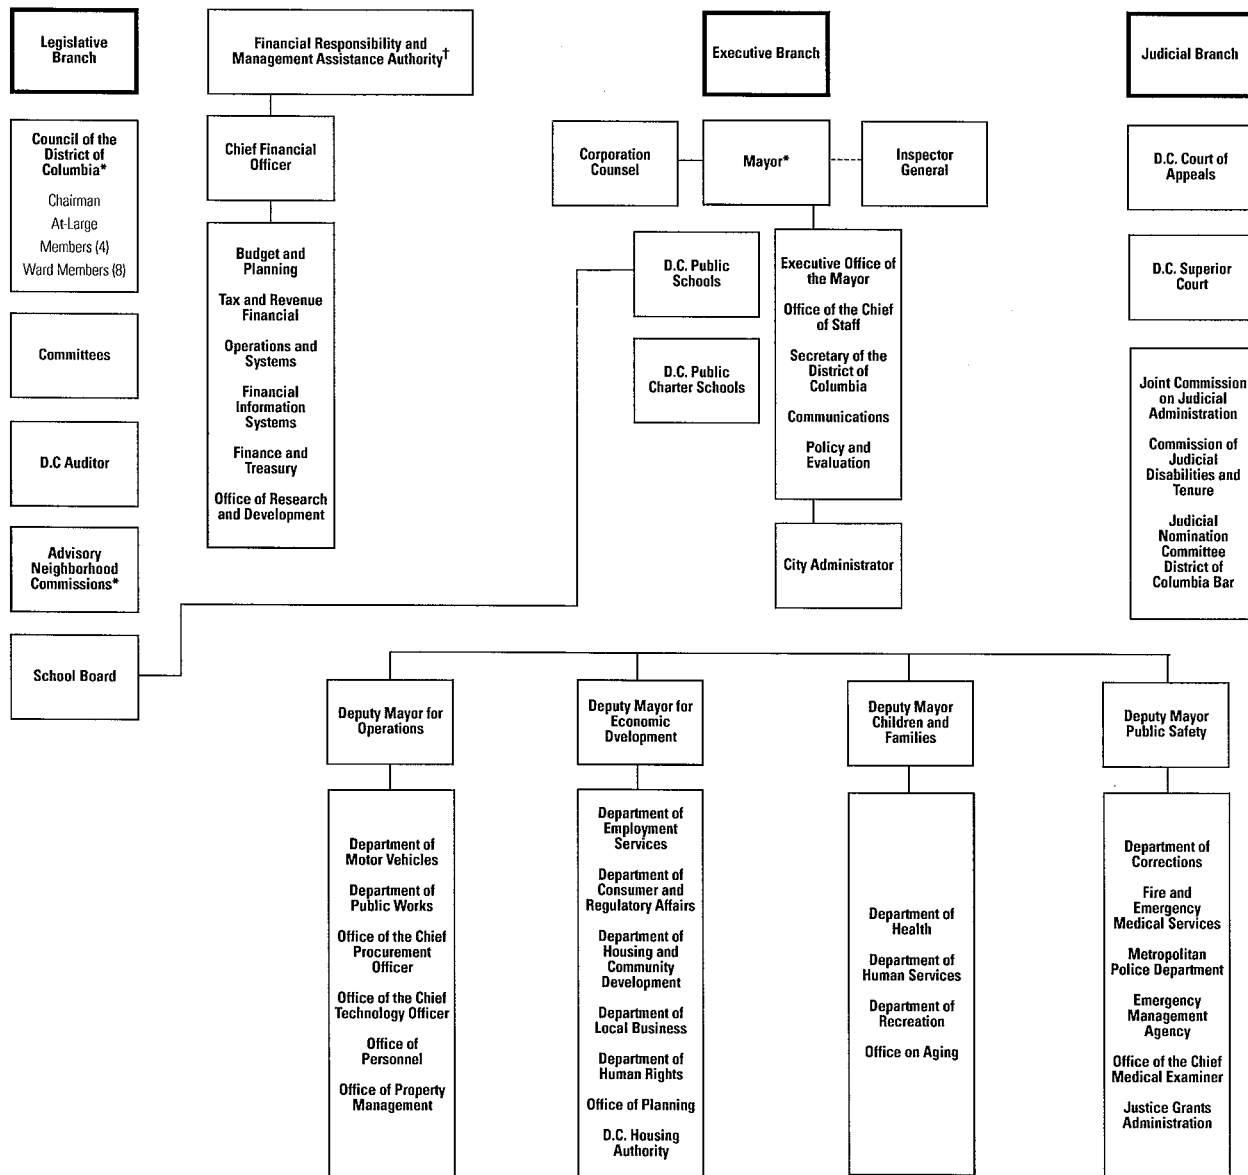 Legislative
Branch
Financial Responsibility and
Management Assistance Authority†
Executive Branch
Judicial Branch
Council of the
District of
Columbia*
Chairman
At-Large
Members (4)
Ward Members (8)
Chief Financial
Officer
Corporation
Counsel
Mayor*
Inspector
General
D.C. Court of
Appeals
Budget and
Planning
Tax and Revenue
Financial
Operations and
Systems
Financial
Information
Systems
Finance and
Treasury
Office of Research
and Development
D.C. Public
Schools
D.C. Public
Charter Schools
Executive Office of
the Mayor
Office of the Chief
of Staff
Secretary of the
District of
Columbia
Communications
Policy and
Evaluation
D.C. Superior
Court
Committees
Joint Commission
on Judicial
Administration
Commission of
Judicial
Disabilities and
Tenure
Judicial
Nomination
Committee
District of
Columbia Bar
D.C Auditor
Advisory
Neighborhood
Commissions*
City Administrator
School Board
Deputy Mayor for
Operations
Deputy Mayor for
Economic
Dvelopment
Deputy Mayor
Children and
Families
Deputy Mayor
Public Safety
Department of
Motor Vehicles
Department of
Public Works
Office of the Chief
Procurement
Officer
Office of the Chief
Technology Officer
Office of
Personnel
Office of Property
Management
Department of
Employment
Services
Department of
Consumer and
Regulatory Affairs
Department of
Housing and
Community
Development
Department of
Local Business
Department of
Human Rights
Office of Planning
D.C. Housing
Authority
Department of
Health
Department of
Human Services
Department of
Recreation
Office on Aging
Department of
Corrections
Fire and
Emergency
Medical Services
Metropolitan
Police Department
Emergency
Management
Agency
Office of the Chief
Medical Examiner
Justice Grants
Administration